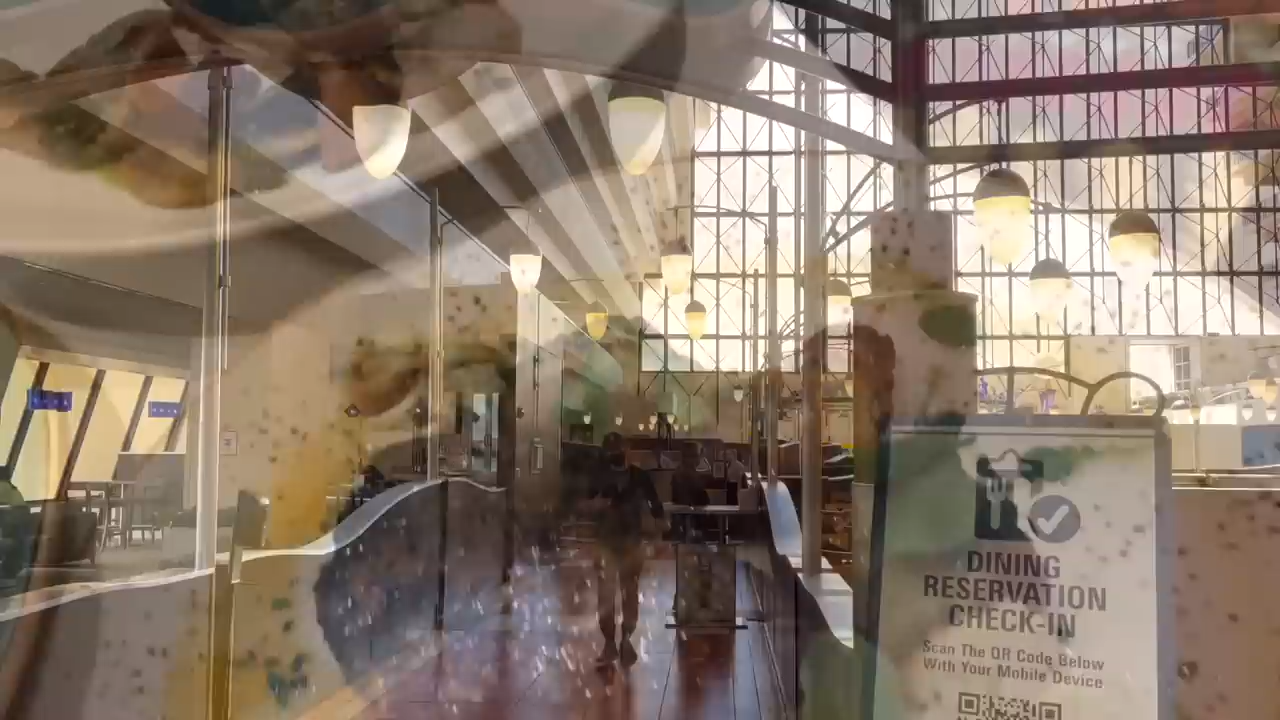 DINING
RESERVATION
CHECK-IN
Scan The QR Code Below
With Your Mobile Device